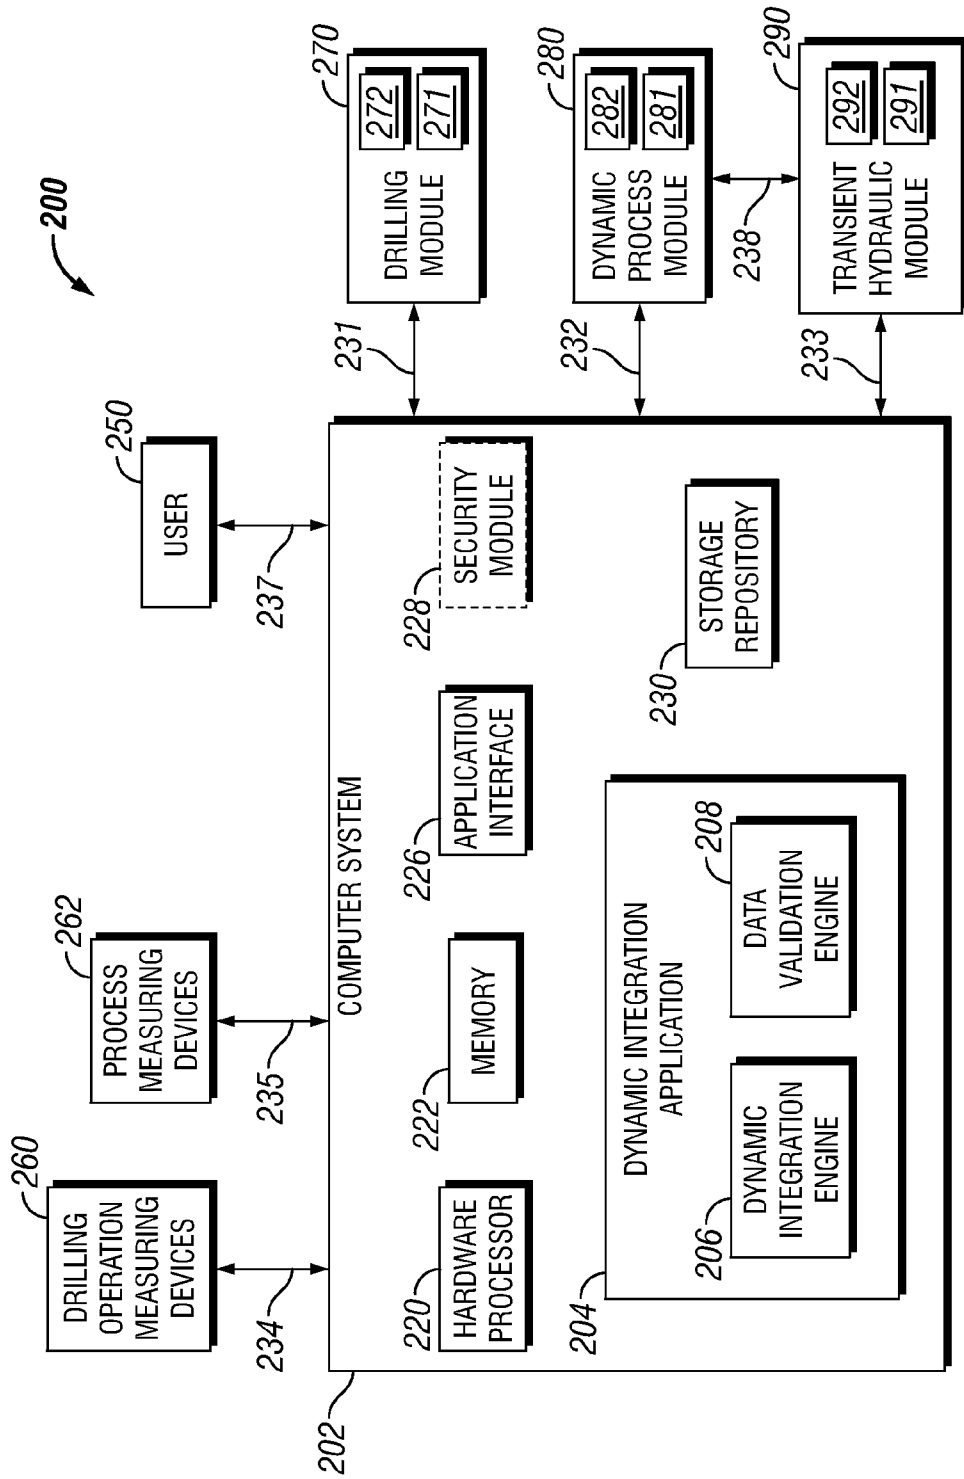 200
260
DRILLING
OPERATION
MEASURING
DEVICES
262
PROCESS
MEASURING
DEVICES
250
USER
234
235
237
202
COMPUTER SYSTEM
220
HARDWARE
PROCESSOR
222
MEMORY
226
APPLICATION
INTERFACE
228
SECURITY
MODULE
204
DYNAMIC INTEGRATION
APPLICATION
206
DYNAMIC
INTEGRATION
ENGINE
208
DATA
VALIDATION
ENGINE
230
STORAGE
REPOSITORY
231
270
DRILLING
MODULE
272
271
232
280
DYNAMIC
PROCESS
MODULE
282
281
238
233
290
TRANSIENT
HYDRAULIC
MODULE
292
291